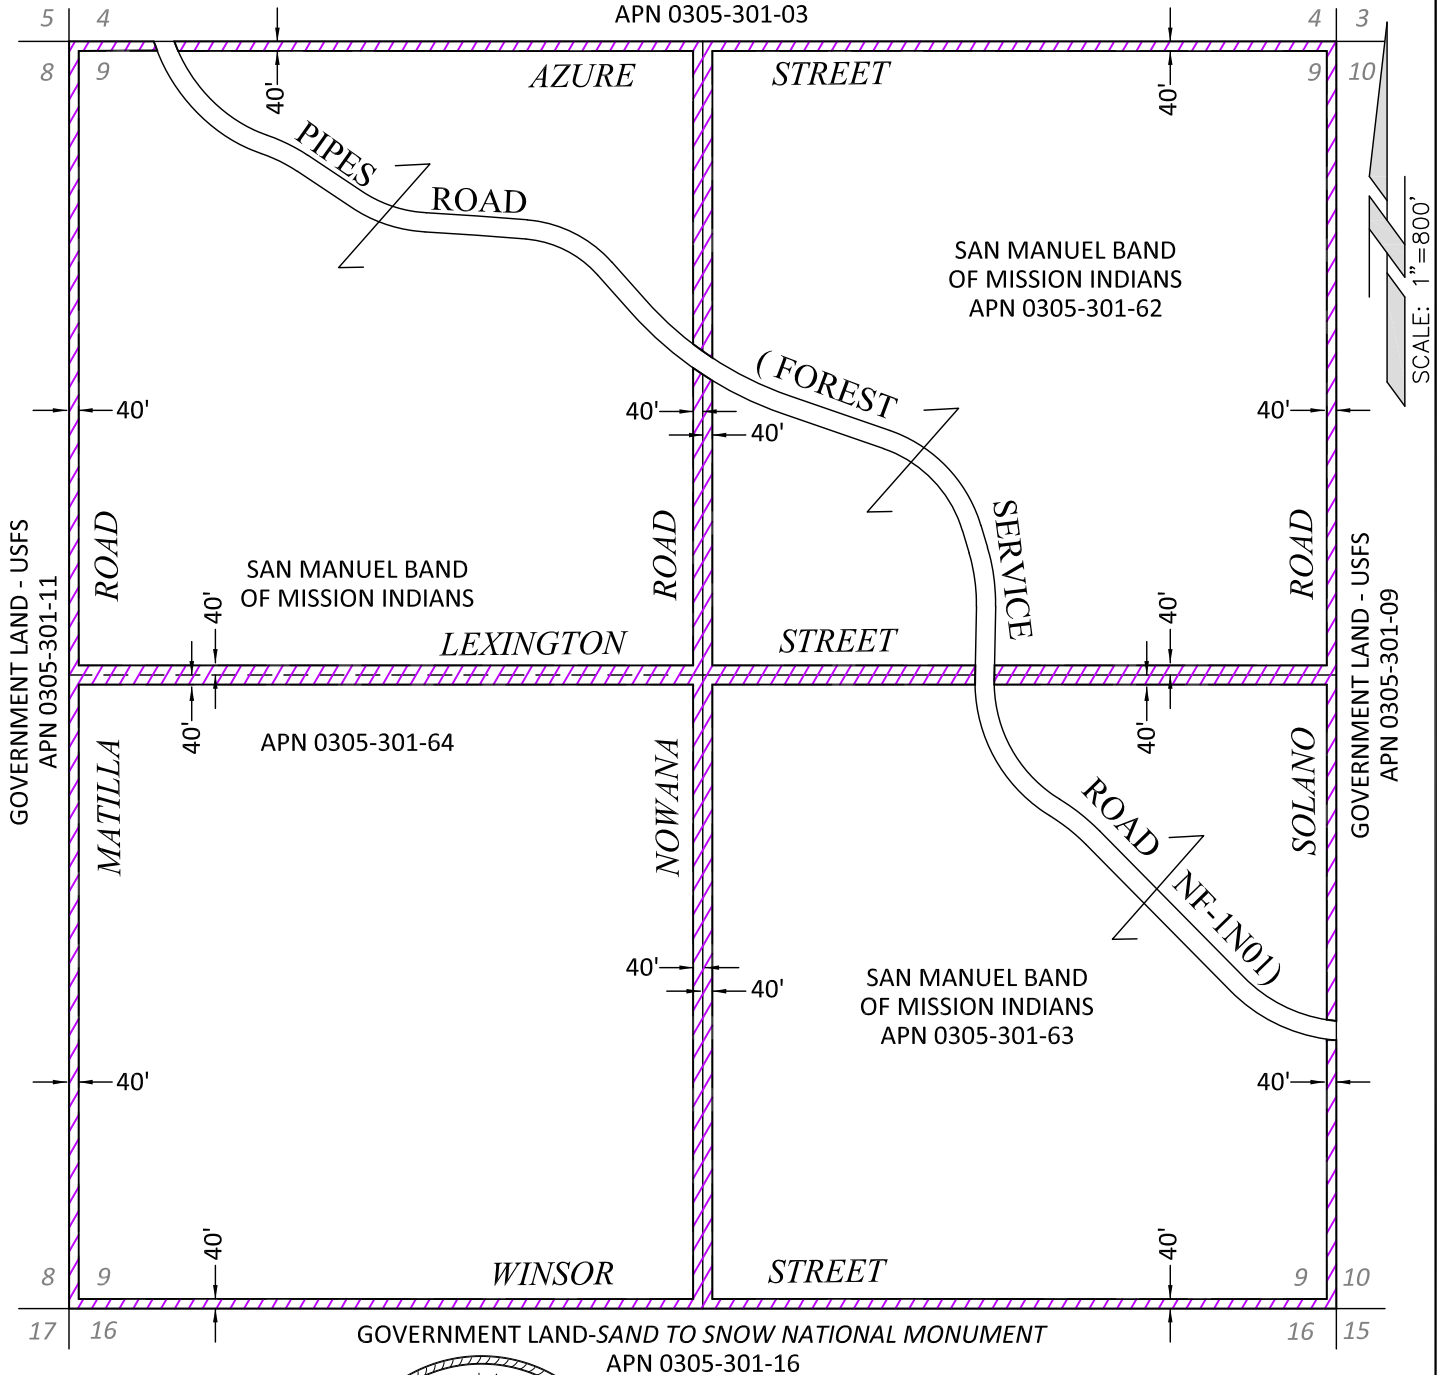 5 4
APN 0305-301-03
4 3
8 9
AZURE STREET
9 10
40'
40'
PIPES ROAD
( FOREST SERVICE ROAD NF-1N01)
SAN MANUEL BAND
OF MISSION INDIANS
APN 0305-301-62
SCALE: 1"=800'
40'
40'
40'
40'
ROAD
ROAD
ROAD
GOVERNMENT LAND - USFS
APN 0305-301-11
SAN MANUEL BAND
OF MISSION INDIANS
40'
40'
LEXINGTON STREET
40'
40'
GOVERNMENT LAND - USFS
APN 0305-301-09
APN 0305-301-64
MATILLA
NOWANA
SOLANO
40'
40'
SAN MANUEL BAND
OF MISSION INDIANS
APN 0305-301-63
40'
40'
40'
40'
WINSOR STREET
8 9
9 10
17 16
16 15
GOVERNMENT LAND-SAND TO SNOW NATIONAL MONUMENT
APN 0305-301-16